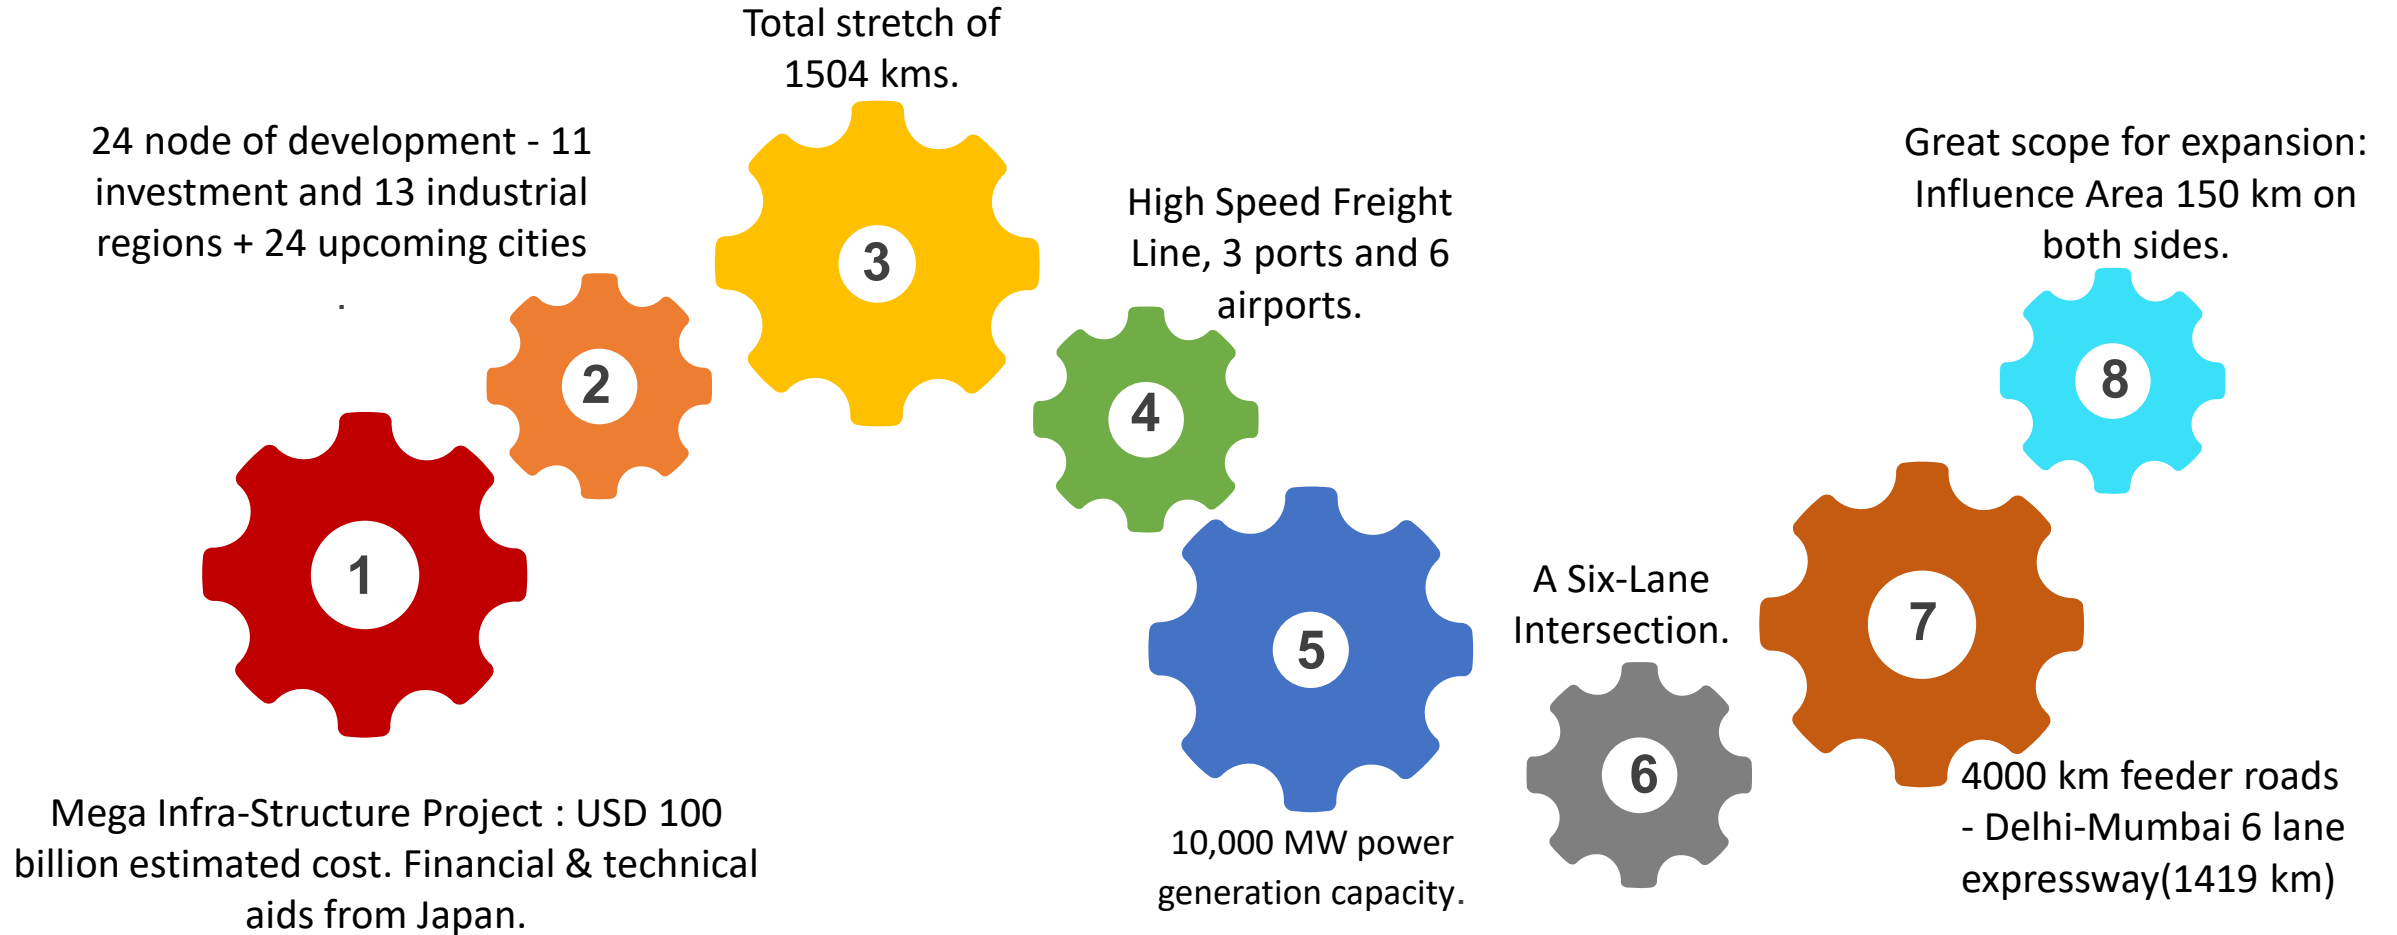 Total stretch of
1504 kms.
24 node of development - 11
investment and 13 industrial
regions + 24 upcoming cities
.
High Speed Freight
Line, 3 ports and 6
airports.
Great scope for expansion:
Influence Area 150 km on
both sides.
3
2
4
8
1
5
A Six-Lane
Intersection.
7
6
Mega Infra-Structure Project : USD 100
billion estimated cost. Financial & technical
aids from Japan.
10,000 MW power
generation capacity.
4000 km feeder roads
- Delhi-Mumbai 6 lane
expressway(1419 km)